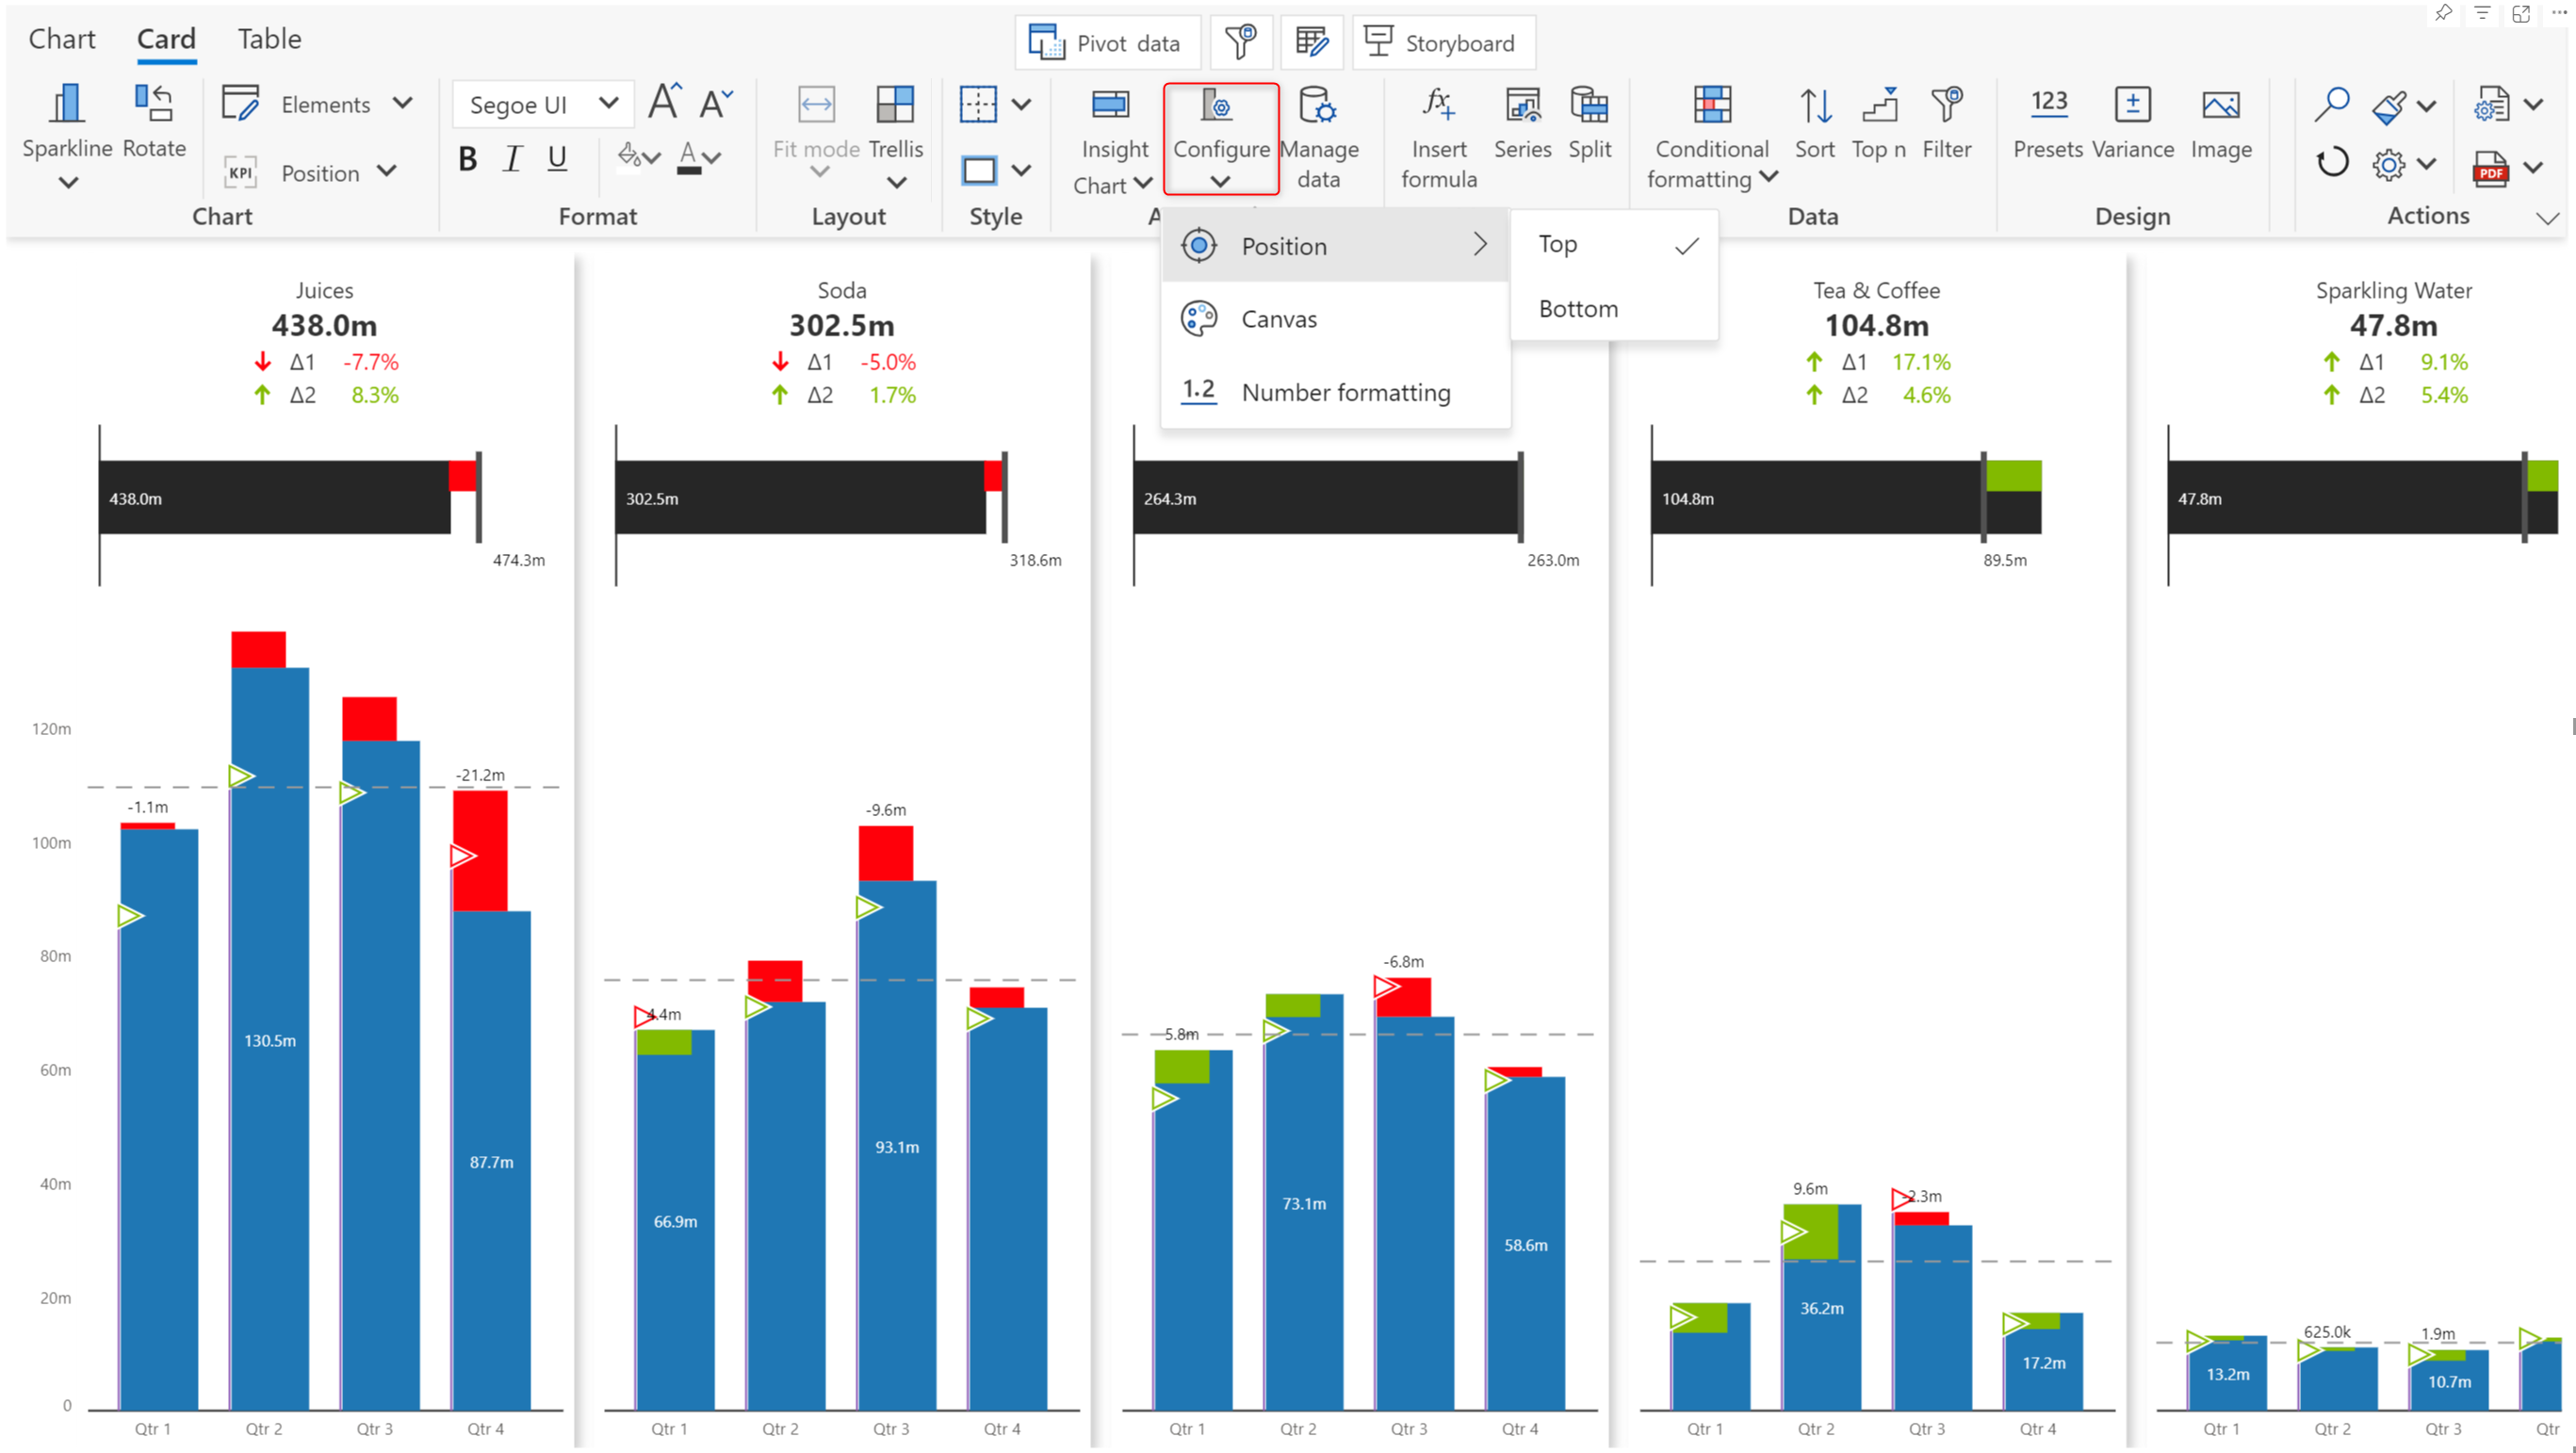 Chart Card Table
Pivot data Storyboard
Sparkline Rotate Elements Position KPI
Segoe UI A A
B I U A
Fit mode Trellis
Insight Chart Configure Manage data
Insert formula Series Split
fx
Conditional formatting Sort Top n Filter
123 Presets Variance Image
PDF
Chart Format Layout Style A Data Design Actions
Position Top
Bottom
Canvas
1.2 Number formatting
Juices
438.0m
Δ1 -7.7%
Δ2 8.3%
438.0m
474.3m
Soda
302.5m
Δ1 -5.0%
Δ2 1.7%
302.5m
318.6m
264.3m
263.0m
Tea & Coffee
104.8m
Δ1 17.1%
Δ2 4.6%
104.8m
89.5m
Sparkling Water
47.8m
Δ1 9.1%
Δ2 5.4%
47.8m
120m
100m
80m
60m
40m
20m
0
-1.1m
-21.2m
130.5m
87.7m
Qtr 1 Qtr 2 Qtr 3 Qtr 4
4.4m
-9.6m
66.9m
93.1m
Qtr 1 Qtr 2 Qtr 3 Qtr 4
5.8m
-6.8m
73.1m
58.6m
Qtr 1 Qtr 2 Qtr 3 Qtr 4
9.6m
-2.3m
36.2m
17.2m
Qtr 1 Qtr 2 Qtr 3 Qtr 4
625.0k
1.9m
13.2m
10.7m
Qtr 1 Qtr 2 Qtr 3 Qtr